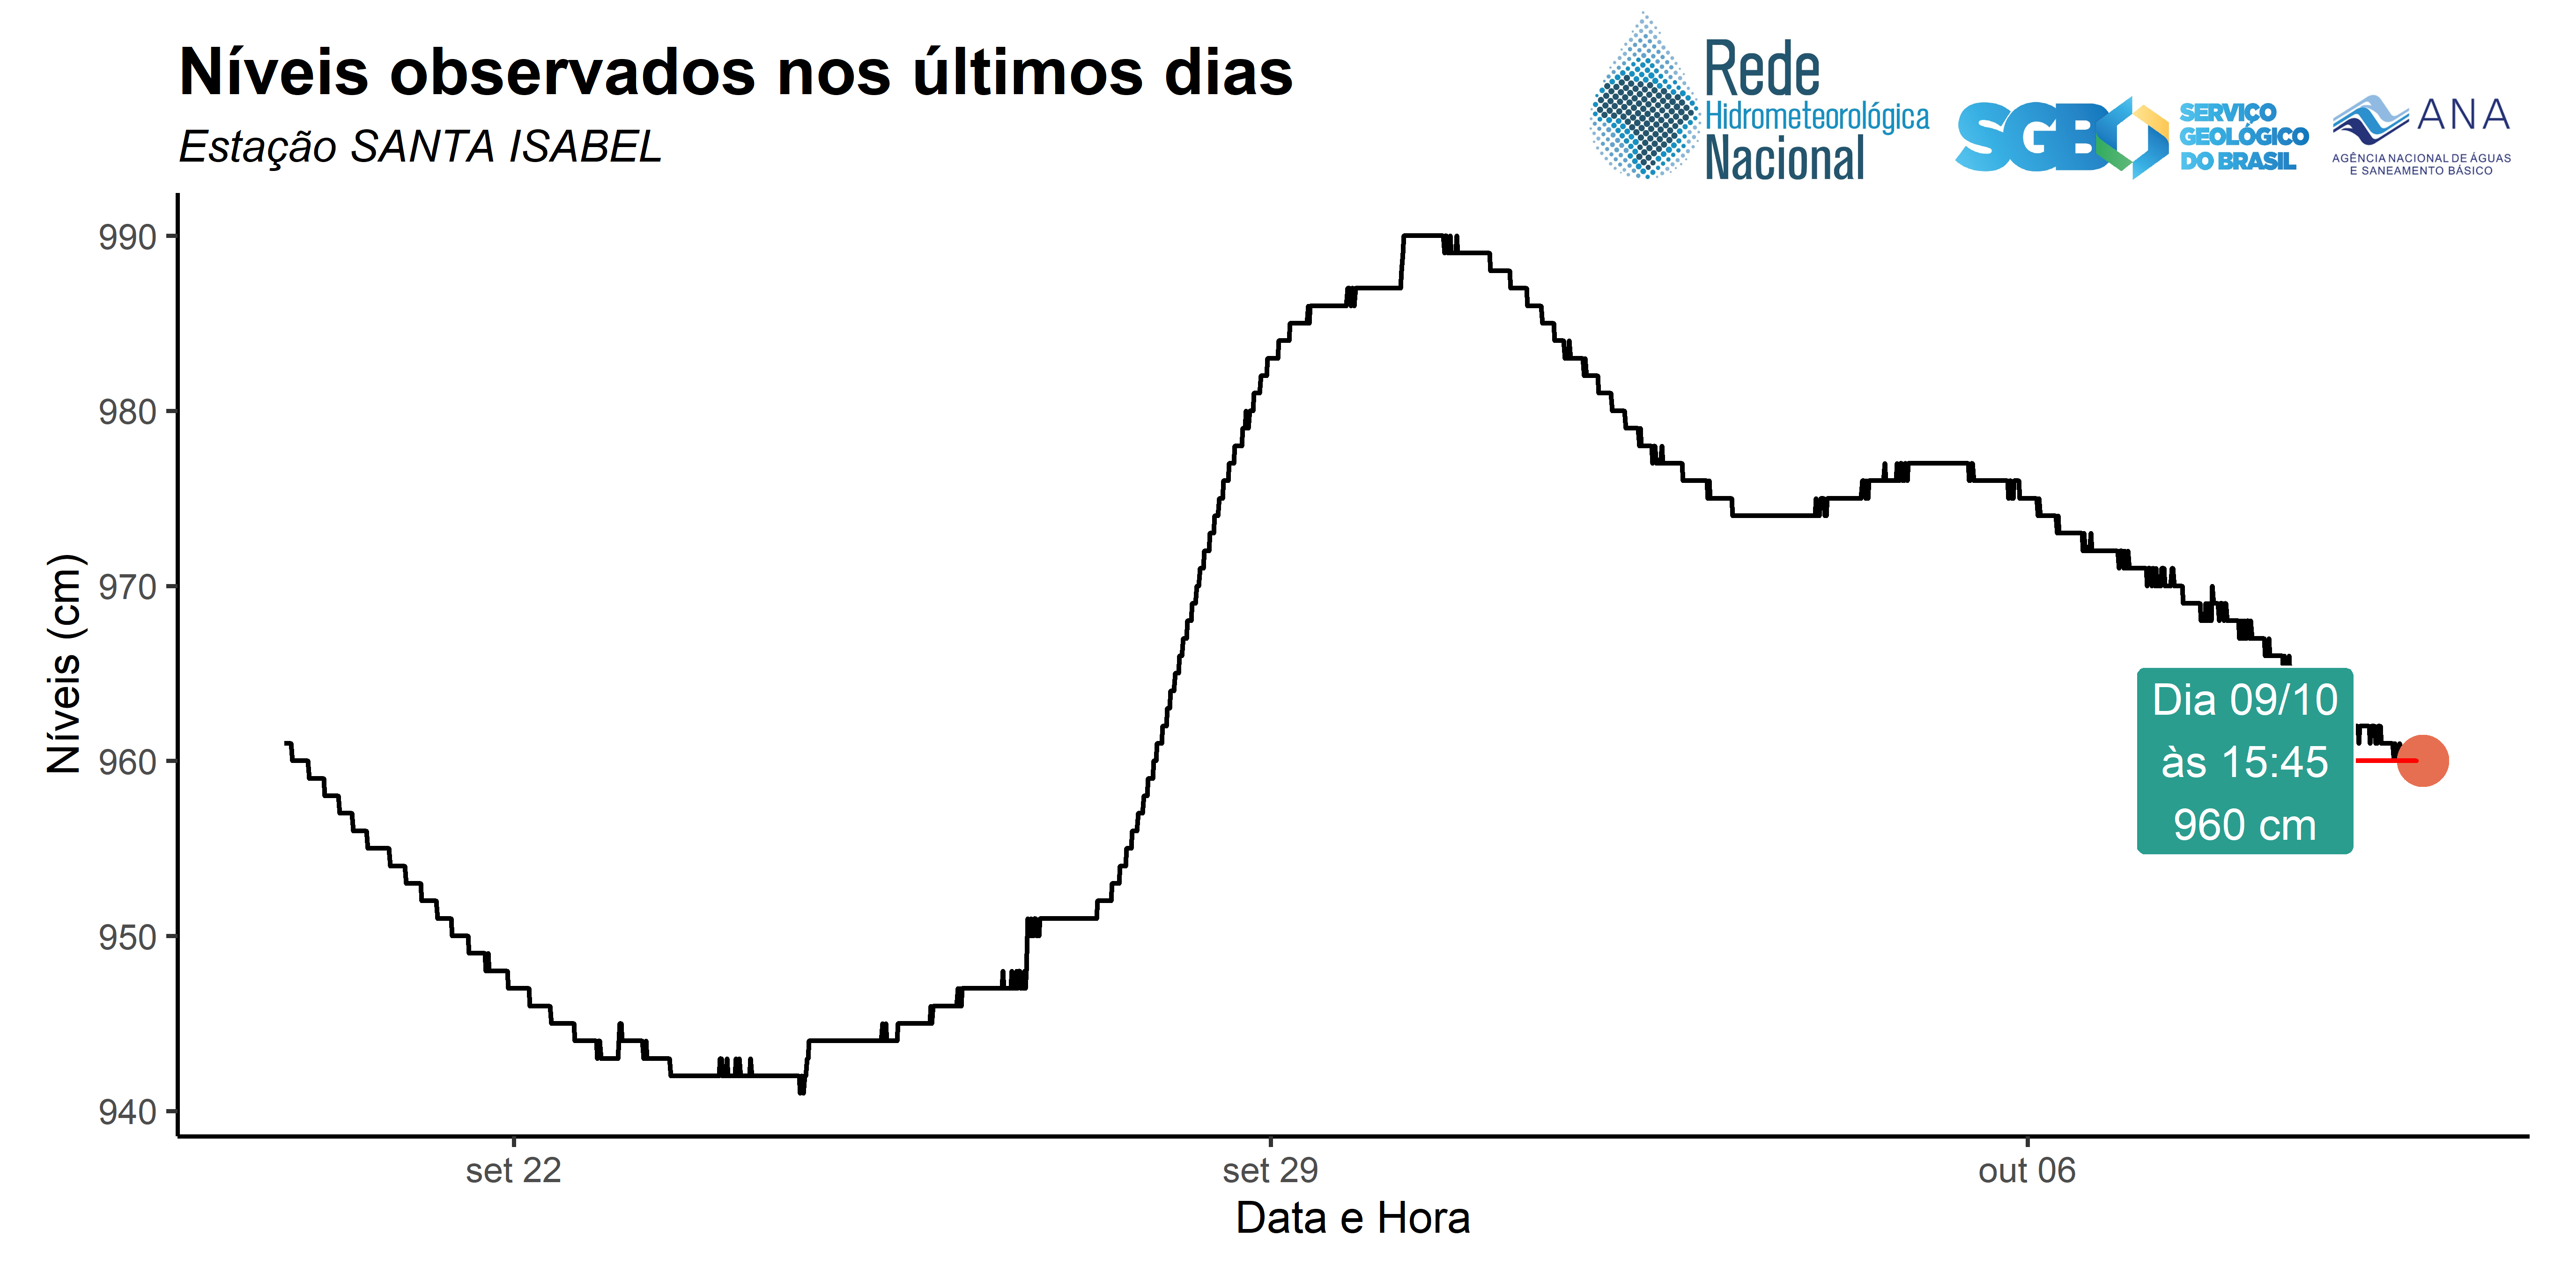 Níveis observados nos últimos dias
Estação SANTA ISABEL
Rede
Hidrometeorológica
Nacional
SGB
SERVIÇO
GEOLÓGICO
DO BRASIL
ANA
AGÊNCIA NACIONAL DE ÁGUAS
E SANEAMENTO BÁSICO
Níveis (cm)
990
980
970
960
950
940
Dia 09/10
às 15:45
960 cm
set 22
set 29
out 06
Data e Hora